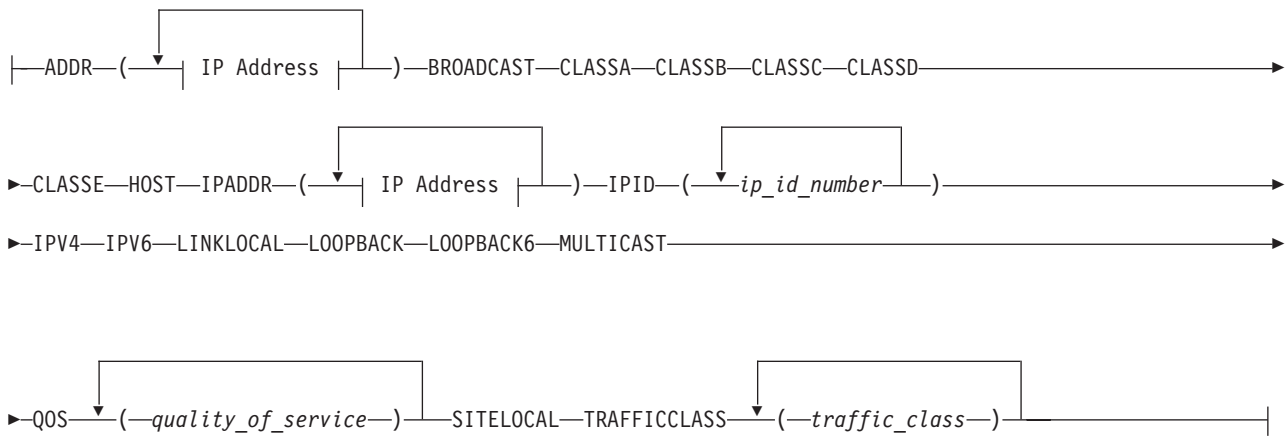 ADDR ( IP Address ) BROADCAST CLASSA CLASSB CLASSC CLASSD
CLASSE HOST IPADDR ( IP Address ) IPID ( ip_id_number )
IPV4 IPV6 LINKLOCAL LOOPBACK LOOPBACK6 MULTICAST
QOS ( quality_of_service ) SITELOCAL TRAFFICCLASS ( traffic_class )